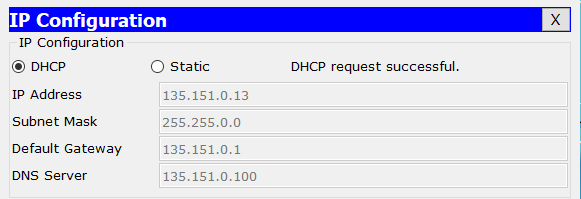 IP Configuration X
IP Configuration
DHCP Static DHCP request successful.
IP Address 135.151.0.13
Subnet Mask 255.255.0.0
Default Gateway 135.151.0.1
DNS Server 135.151.0.100